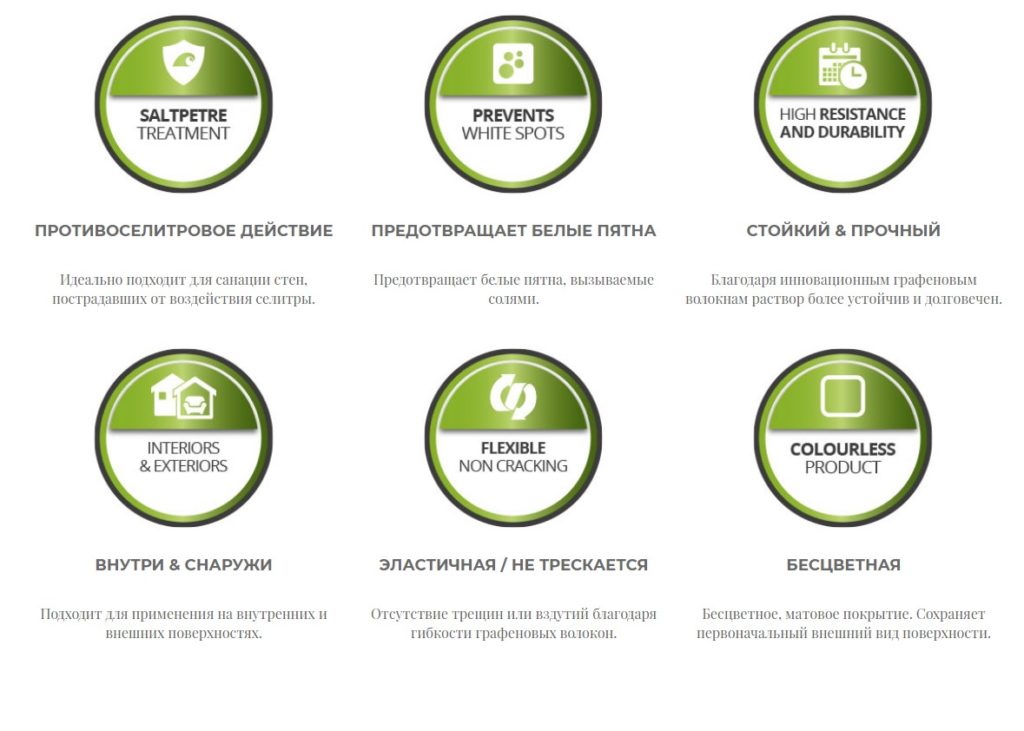 SALTPETRE
TREATMENT
PREVENTS
WHITE SPOTS
HIGH RESISTANCE
AND DURABILITY
ПРОТИВОСЕЛИТРОВОЕ ДЕЙСТВИЕ
ПРЕДОТВРАЩАЕТ БЕЛЫЕ ПЯТНА
СТОЙКИЙ & ПРОЧНЫЙ
Идеально подходит для санации стен,
пострадавших от воздействия селитры.
Предотвращает белые пятна, вызываемые
солями.
Благодаря инновационным графеновым
волокнам раствор более устойчив и долговечен.
INTERIORS
& EXTERIORS
FLEXIBLE
NON CRACKING
COLOURLESS
PRODUCT
ВНУТРИ & СНАРУЖИ
ЭЛАСТИЧНАЯ / НЕ ТРЕСКАЕТСЯ
БЕСЦВЕТНАЯ
Подходит для применения на внутренних и
внешних поверхностях.
Отсутствие трещин или вздутий благодаря
гибкости графеновых волокон.
Бесцветное, матовое покрытие. Сохраняет
первоначальный внешний вид поверхности.